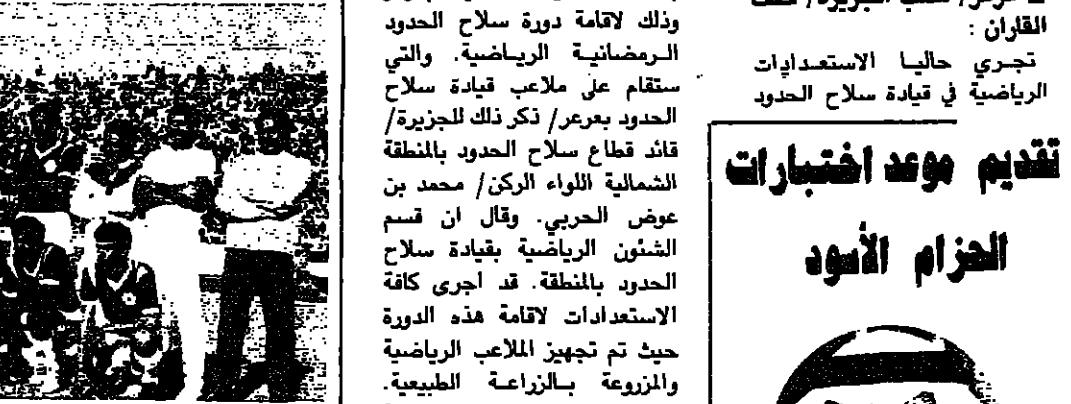 القاران :
تجري حاليا الاستعدادات
الرياضية في قيادة سلاح الحدود
وذلك لاقامة دورة سلاح الحدود
الـرمضانيـة الريـاضية. والتي
ستقام على ملاعب قيادة سلاح
الحدود بعرعر/ ذكر ذلك للجزيرة/
قائد قطاع سلاح الحدود بالمنطقة
الشمالية اللواء الركن/ محمد بن
عوض الحربي. وقال ان قسم
الشئون الرياضية بقيادة سلاح
الحدود بالمنطقة. قد أجرى كافة
الاستعدادات لاقامة هذه الدورة
حيث تم تجهيز الملاعب الرياضية
والمزروعة بـالزراعـة الطبيعية.
تقديم موعد اختبارات
الحزام الأسود